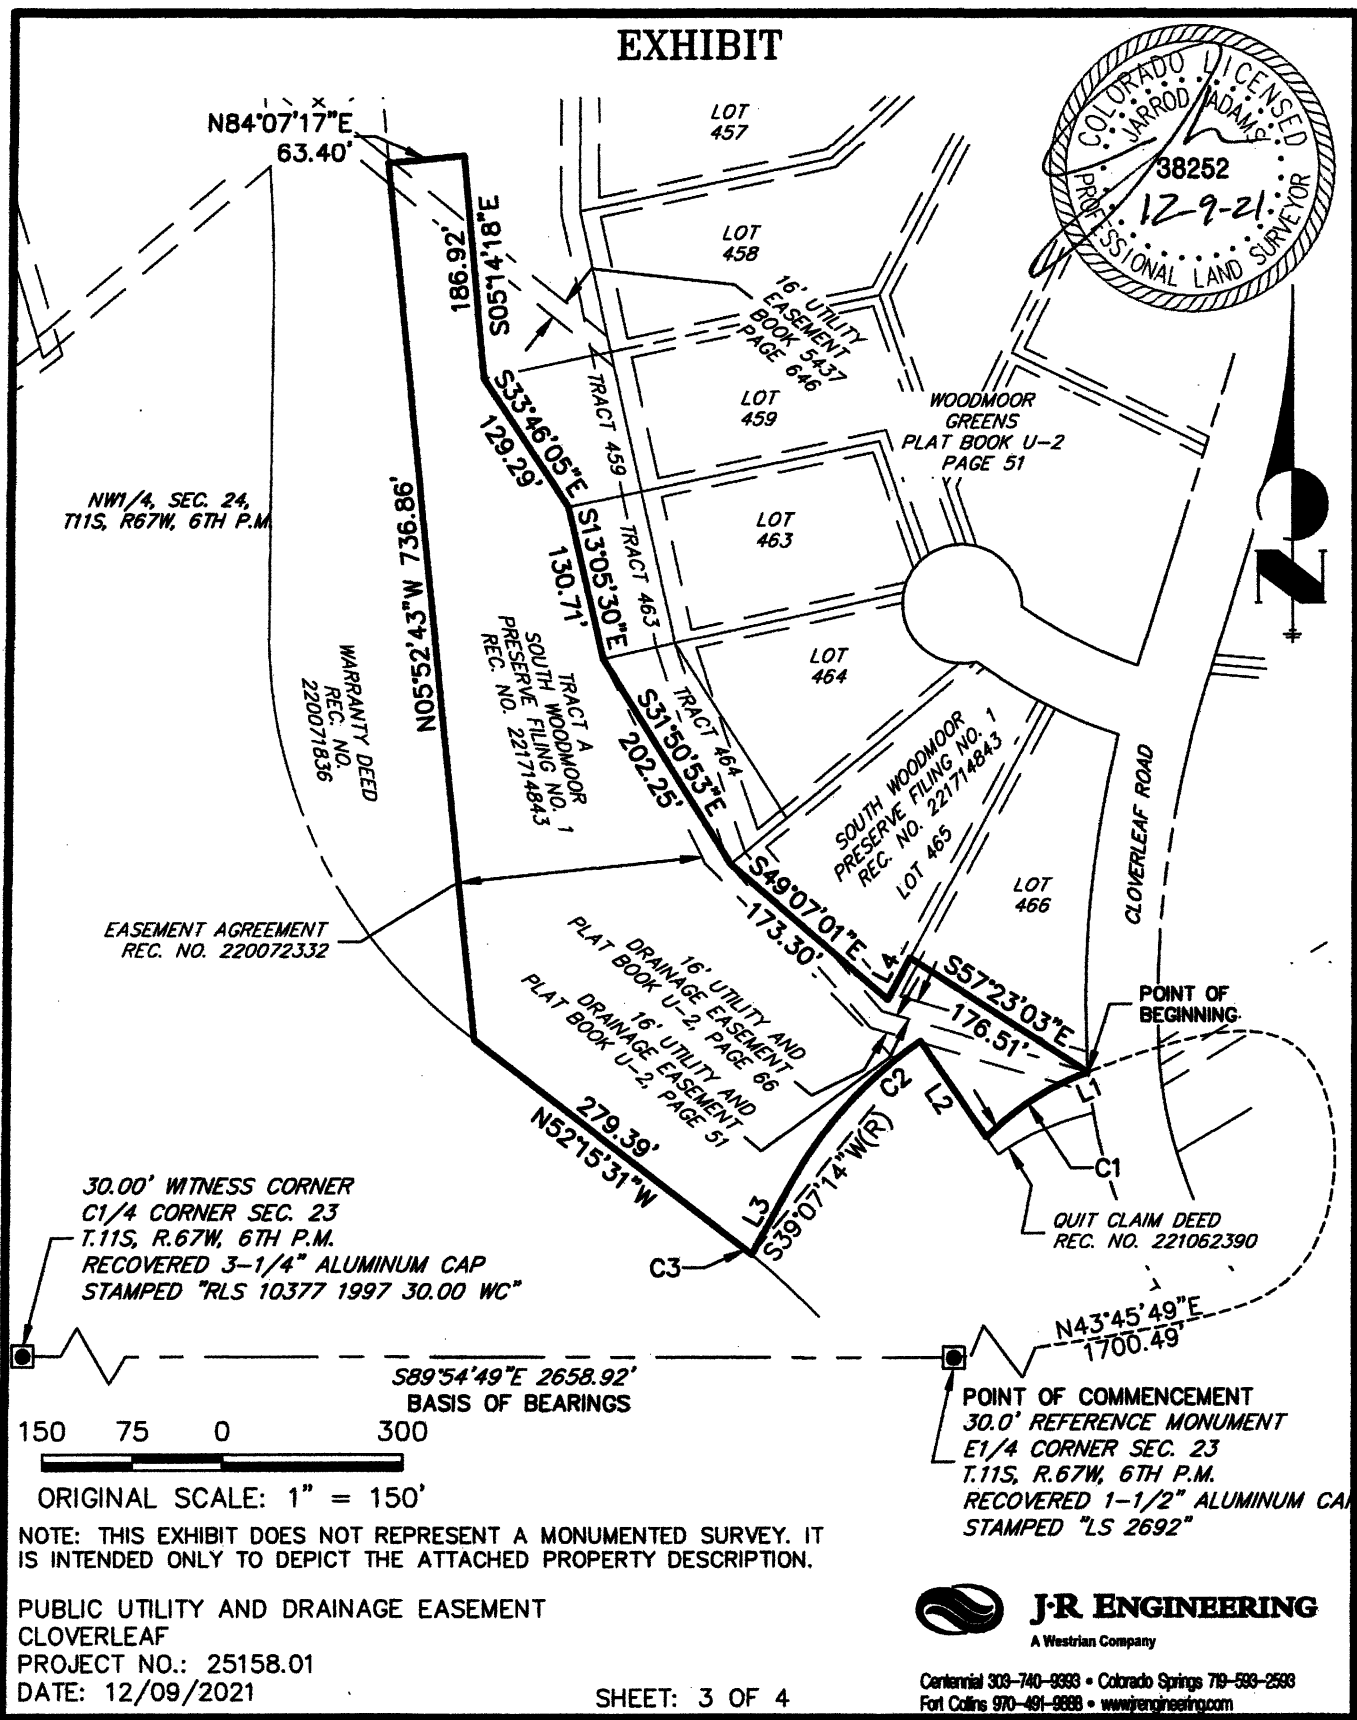 EXHIBIT
COLORADO LICENSED
JARROD ADAMS
38252
12-9-21
PROFESSIONAL LAND SURVEYOR
N84°07'17"E
63.40'
LOT
457
LOT
458
186.92'
S05°14'18"E
16' UTILITY
EASEMENT
BOOK 5437
PAGE 646
S33°46'05"E
129.29'
TRACT 459
LOT
459
WOODMOOR
GREENS
PLAT BOOK U-2
PAGE 51
NW1/4, SEC. 24,
T11S, R67W, 6TH P.M.
N05°52'43"W 736.86'
S13°05'30"E
130.71'
TRACT 463
LOT
463
N
WARRANTY DEED
REC. NO.
220071836
TRACT A
SOUTH WOODMOOR
PRESERVE FILING NO. 1
REC. NO. 221714843
S31°50'53"E
202.25'
TRACT 464
LOT
464
SOUTH WOODMOOR
PRESERVE FILING NO. 1
REC. NO. 221714843
LOT 465
CLOVERLEAF ROAD
LOT
466
EASEMENT AGREEMENT
REC. NO. 220072332
S49°07'01"E
173.30'
L4
S57°23'03"E
176.51'
POINT OF
BEGINNING
16' UTILITY AND
DRAINAGE EASEMENT
PLAT BOOK U-2, PAGE 66
16' UTILITY AND
DRAINAGE EASEMENT
PLAT BOOK U-2, PAGE 51
C2
L2
L1
C1
279.39'
N52°15'31"W
L3
S39°07'14"W(R)
C3
QUIT CLAIM DEED
REC. NO. 221062390
30.00' WITNESS CORNER
C1/4 CORNER SEC. 23
T.11S, R.67W, 6TH P.M.
RECOVERED 3-1/4" ALUMINUM CAP
STAMPED "RLS 10377 1997 30.00 WC"
N43°45'49"E
1700.49'
S89°54'49"E 2658.92'
BASIS OF BEARINGS
POINT OF COMMENCEMENT
30.0' REFERENCE MONUMENT
E1/4 CORNER SEC. 23
T.11S, R.67W, 6TH P.M.
RECOVERED 1-1/2" ALUMINUM CAP
STAMPED "LS 2692"
150 75 0 300
ORIGINAL SCALE: 1" = 150'
NOTE: THIS EXHIBIT DOES NOT REPRESENT A MONUMENTED SURVEY. IT
IS INTENDED ONLY TO DEPICT THE ATTACHED PROPERTY DESCRIPTION.
PUBLIC UTILITY AND DRAINAGE EASEMENT
CLOVERLEAF
PROJECT NO.: 25158.01
DATE: 12/09/2021
SHEET: 3 OF 4
J·R ENGINEERING
A Westrian Company
Centennial 303-740-9393 • Colorado Springs 719-593-2593
Fort Collins 970-491-9888 • www.jrengineering.com